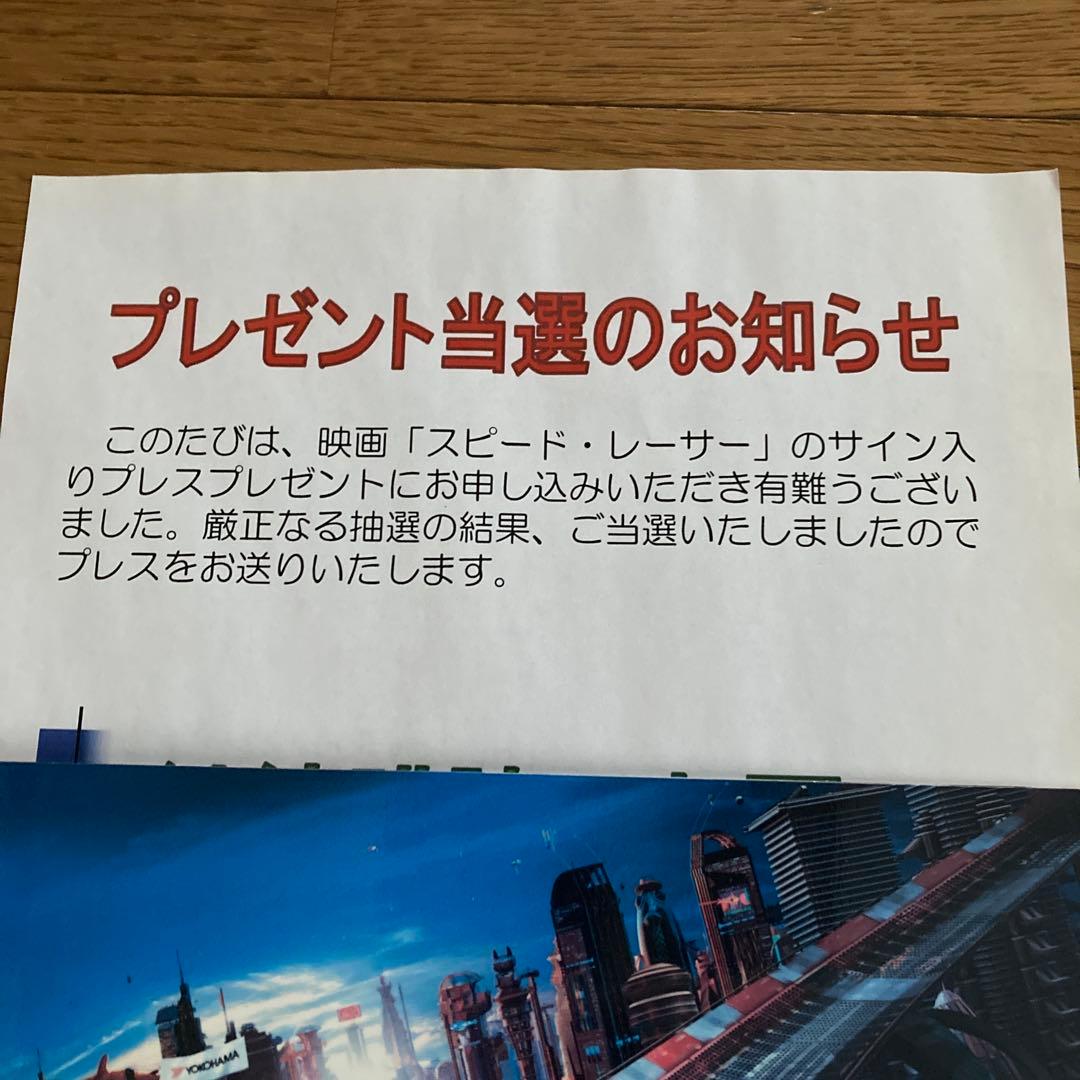 プレゼント当選のお知らせ
このたびは、映画「スピード・レーサー」のサイン入
りプレスプレゼントにお申し込みいただき有難うござい
ました。厳正なる抽選の結果、ご当選いたしましたので
プレスをお送りいたします。
YOKOHAMA